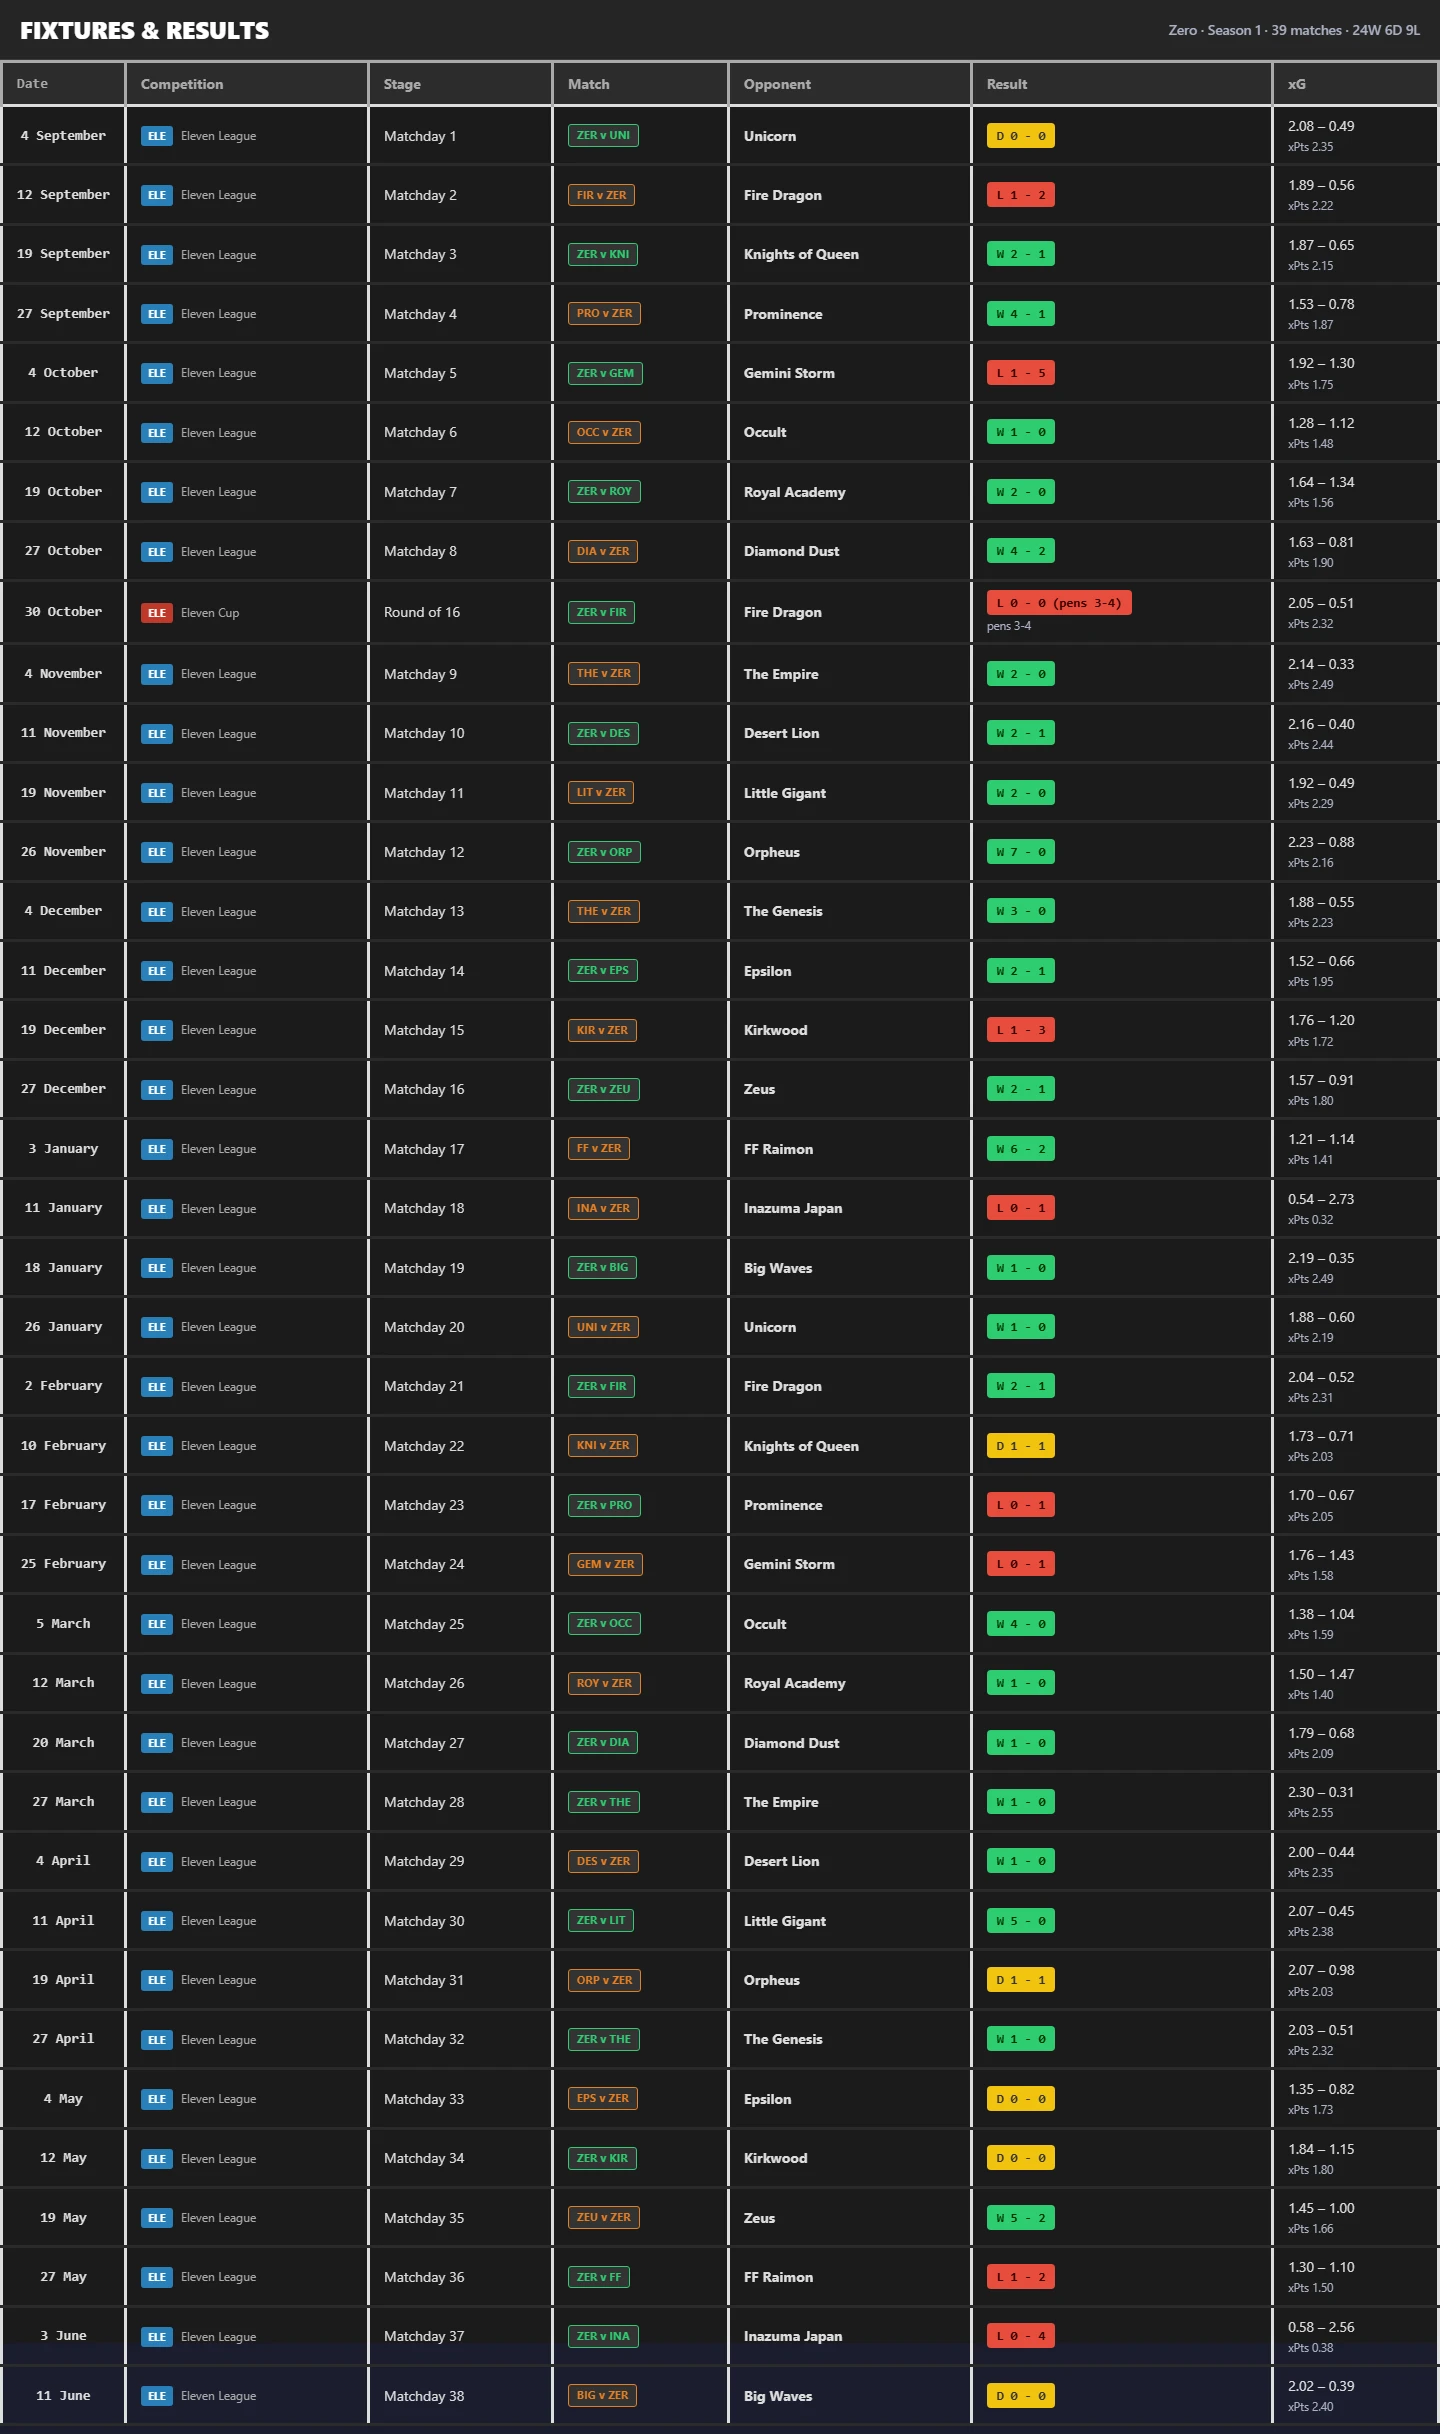 FIXTURES & RESULTS
Zero · Season 1 · 39 matches · 24W 6D 9L
Date Competition Stage Match Opponent Result xG
4 September ELE Eleven League Matchday 1 ZER v UNI Unicorn D 0 - 0 2.08 – 0.49
xPts 2.35
12 September ELE Eleven League Matchday 2 FIR v ZER Fire Dragon L 1 - 2 1.89 – 0.56
xPts 2.22
19 September ELE Eleven League Matchday 3 ZER v KNI Knights of Queen W 2 - 1 1.87 – 0.65
xPts 2.15
27 September ELE Eleven League Matchday 4 PRO v ZER Prominence W 4 - 1 1.53 – 0.78
xPts 1.87
4 October ELE Eleven League Matchday 5 ZER v GEM Gemini Storm L 1 - 5 1.92 – 1.30
xPts 1.75
12 October ELE Eleven League Matchday 6 OCC v ZER Occult W 1 - 0 1.28 – 1.12
xPts 1.48
19 October ELE Eleven League Matchday 7 ZER v ROY Royal Academy W 2 - 0 1.64 – 1.34
xPts 1.56
27 October ELE Eleven League Matchday 8 DIA v ZER Diamond Dust W 4 - 2 1.63 – 0.81
xPts 1.90
30 October ELE Eleven Cup Round of 16 ZER v FIR Fire Dragon L 0 - 0 (pens 3-4) 2.05 – 0.51
pens 3-4 xPts 2.32
4 November ELE Eleven League Matchday 9 THE v ZER The Empire W 2 - 0 2.14 – 0.33
xPts 2.49
11 November ELE Eleven League Matchday 10 ZER v DES Desert Lion W 2 - 1 2.16 – 0.40
xPts 2.44
19 November ELE Eleven League Matchday 11 LIT v ZER Little Gigant W 2 - 0 1.92 – 0.49
xPts 2.29
26 November ELE Eleven League Matchday 12 ZER v ORP Orpheus W 7 - 0 2.23 – 0.88
xPts 2.16
4 December ELE Eleven League Matchday 13 THE v ZER The Genesis W 3 - 0 1.88 – 0.55
xPts 2.23
11 December ELE Eleven League Matchday 14 ZER v EPS Epsilon W 2 - 1 1.52 – 0.66
xPts 1.95
19 December ELE Eleven League Matchday 15 KIR v ZER Kirkwood L 1 - 3 1.76 – 1.20
xPts 1.72
27 December ELE Eleven League Matchday 16 ZER v ZEU Zeus W 2 - 1 1.57 – 0.91
xPts 1.80
3 January ELE Eleven League Matchday 17 FF v ZER FF Raimon W 6 - 2 1.21 – 1.14
xPts 1.41
11 January ELE Eleven League Matchday 18 INA v ZER Inazuma Japan L 0 - 1 0.54 – 2.73
xPts 0.32
18 January ELE Eleven League Matchday 19 ZER v BIG Big Waves W 1 - 0 2.19 – 0.35
xPts 2.49
26 January ELE Eleven League Matchday 20 UNI v ZER Unicorn W 1 - 0 1.88 – 0.60
xPts 2.19
2 February ELE Eleven League Matchday 21 ZER v FIR Fire Dragon W 2 - 1 2.04 – 0.52
xPts 2.31
10 February ELE Eleven League Matchday 22 KNI v ZER Knights of Queen D 1 - 1 1.73 – 0.71
xPts 2.03
17 February ELE Eleven League Matchday 23 ZER v PRO Prominence L 0 - 1 1.70 – 0.67
xPts 2.05
25 February ELE Eleven League Matchday 24 GEM v ZER Gemini Storm L 0 - 1 1.76 – 1.43
xPts 1.58
5 March ELE Eleven League Matchday 25 ZER v OCC Occult W 4 - 0 1.38 – 1.04
xPts 1.59
12 March ELE Eleven League Matchday 26 ROY v ZER Royal Academy W 1 - 0 1.50 – 1.47
xPts 1.40
20 March ELE Eleven League Matchday 27 ZER v DIA Diamond Dust W 1 - 0 1.79 – 0.68
xPts 2.09
27 March ELE Eleven League Matchday 28 ZER v THE The Empire W 1 - 0 2.30 – 0.31
xPts 2.55
4 April ELE Eleven League Matchday 29 DES v ZER Desert Lion W 1 - 0 2.00 – 0.44
xPts 2.35
11 April ELE Eleven League Matchday 30 ZER v LIT Little Gigant W 5 - 0 2.07 – 0.45
xPts 2.38
19 April ELE Eleven League Matchday 31 ORP v ZER Orpheus D 1 - 1 2.07 – 0.98
xPts 2.03
27 April ELE Eleven League Matchday 32 ZER v THE The Genesis W 1 - 0 2.03 – 0.51
xPts 2.32
4 May ELE Eleven League Matchday 33 EPS v ZER Epsilon D 0 - 0 1.35 – 0.82
xPts 1.73
12 May ELE Eleven League Matchday 34 ZER v KIR Kirkwood D 0 - 0 1.84 – 1.15
xPts 1.80
19 May ELE Eleven League Matchday 35 ZEU v ZER Zeus W 5 - 2 1.45 – 1.00
xPts 1.66
27 May ELE Eleven League Matchday 36 ZER v FF FF Raimon L 1 - 2 1.30 – 1.10
xPts 1.50
3 June ELE Eleven League Matchday 37 ZER v INA Inazuma Japan L 0 - 4 0.58 – 2.56
xPts 0.38
11 June ELE Eleven League Matchday 38 BIG v ZER Big Waves D 0 - 0 2.02 – 0.39
xPts 2.40